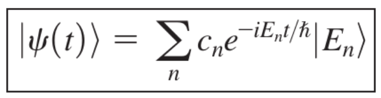 |ψ(t)⟩ = ∑ₙ cₙe^{-iEₙt/ℏ}|Eₙ⟩